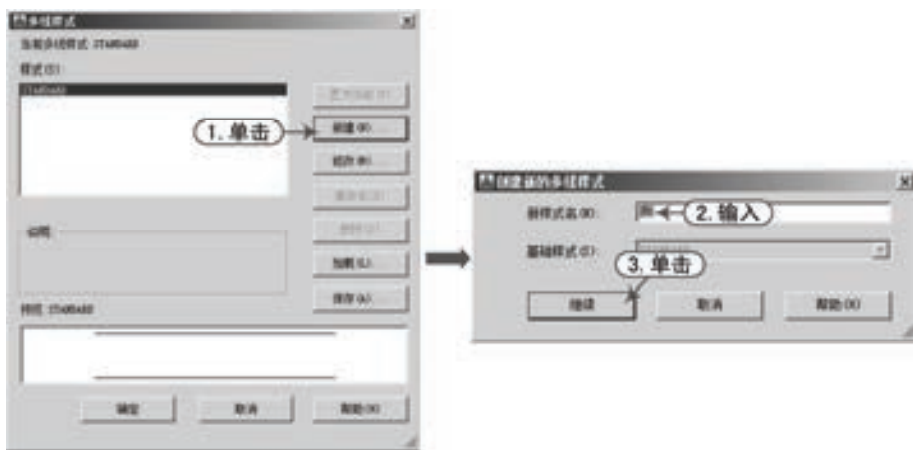 多线样式
当前多线样式: STANDARD
样式(S):
STANDARD
置为当前(U)
1. 单击
新建(N)...
修改(M)...
重命名(R)
说明
删除(D)
加载(L)...
保存(A)...
预览: STANDARD
确定
取消
帮助(H)
创建新的多线样式
新样式名(N):
2. 输入
基础样式(S):
3. 单击
继续
取消
帮助(H)